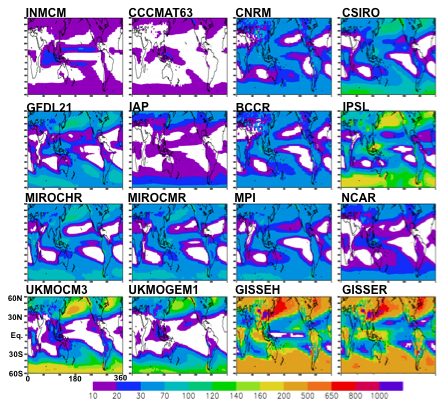 INMCM CCCMAT63 CNRM CSIRO
GFDL21 IAP BCCR IPSL
MIROCHR MIROCMR MPI NCAR
UKMOCM3 UKMOGEM1 GISSEH GISSER
60N
30N
Eq.
30S
60S
0 180 360
10 20 30 70 100 120 140 160 200 500 650 800 1000